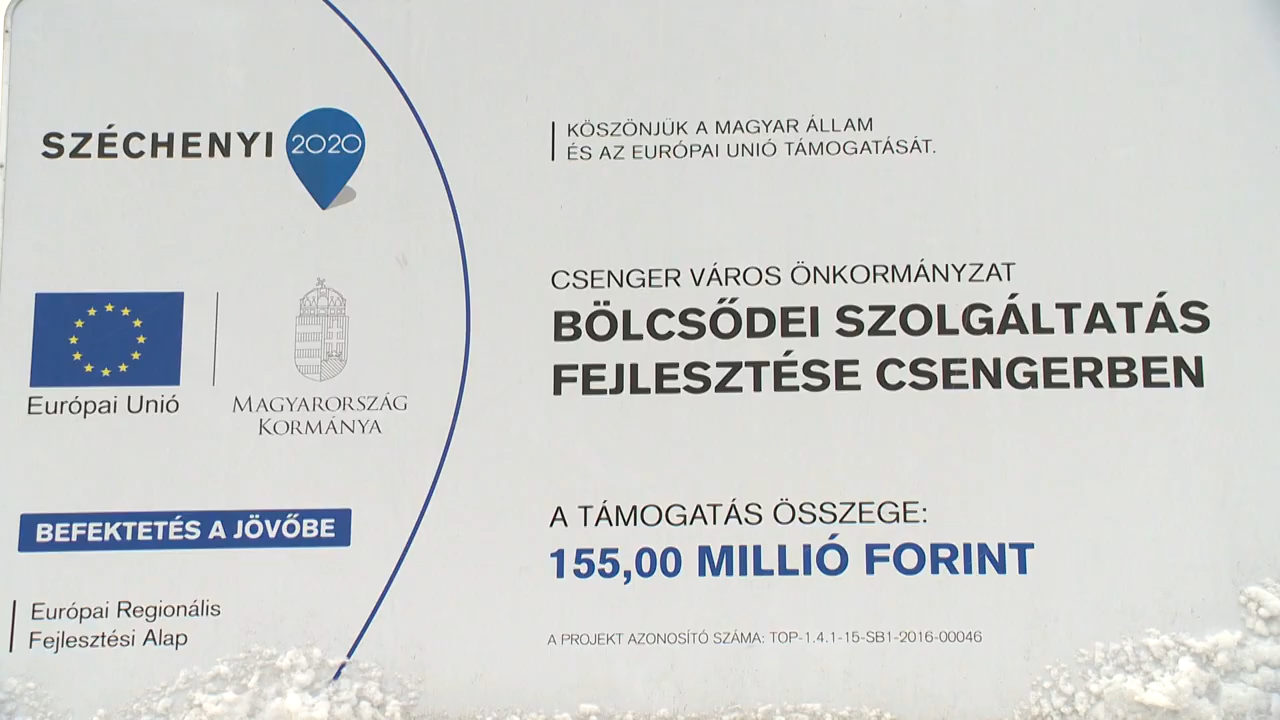 SZÉCHENYI 2020
Európai Unió
MAGYARORSZÁG
KORMÁNYA
BEFEKTETÉS A JÖVŐBE
Európai Regionális
Fejlesztési Alap
KÖSZÖNJÜK A MAGYAR ÁLLAM
ÉS AZ EURÓPAI UNIÓ TÁMOGATÁSÁT.
CSENGER VÁROS ÖNKORMÁNYZAT
BÖLCSŐDEI SZOLGÁLTATÁS
FEJLESZTÉSE CSENGERBEN
A TÁMOGATÁS ÖSSZEGE:
155,00 MILLIÓ FORINT
A PROJEKT AZONOSÍTÓ SZÁMA: TOP-1.4.1-15-SB1-2016-00046